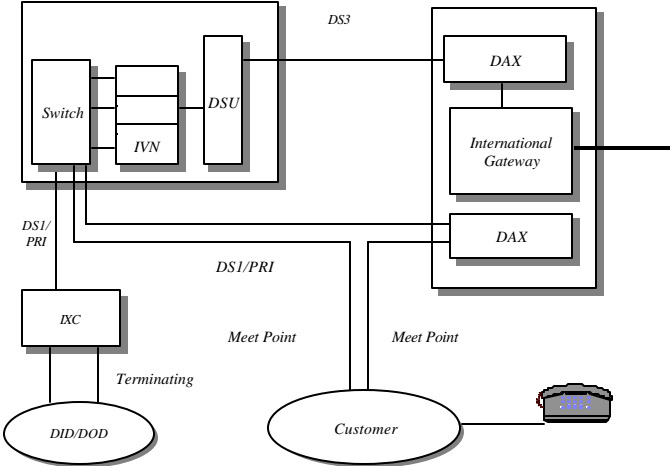 DS3
DAX
Switch
DSU
IVN
International
Gateway
DS1/
PRI
DAX
DS1/PRI
IXC
Meet Point
Meet Point
Terminating
DID/DOD
Customer